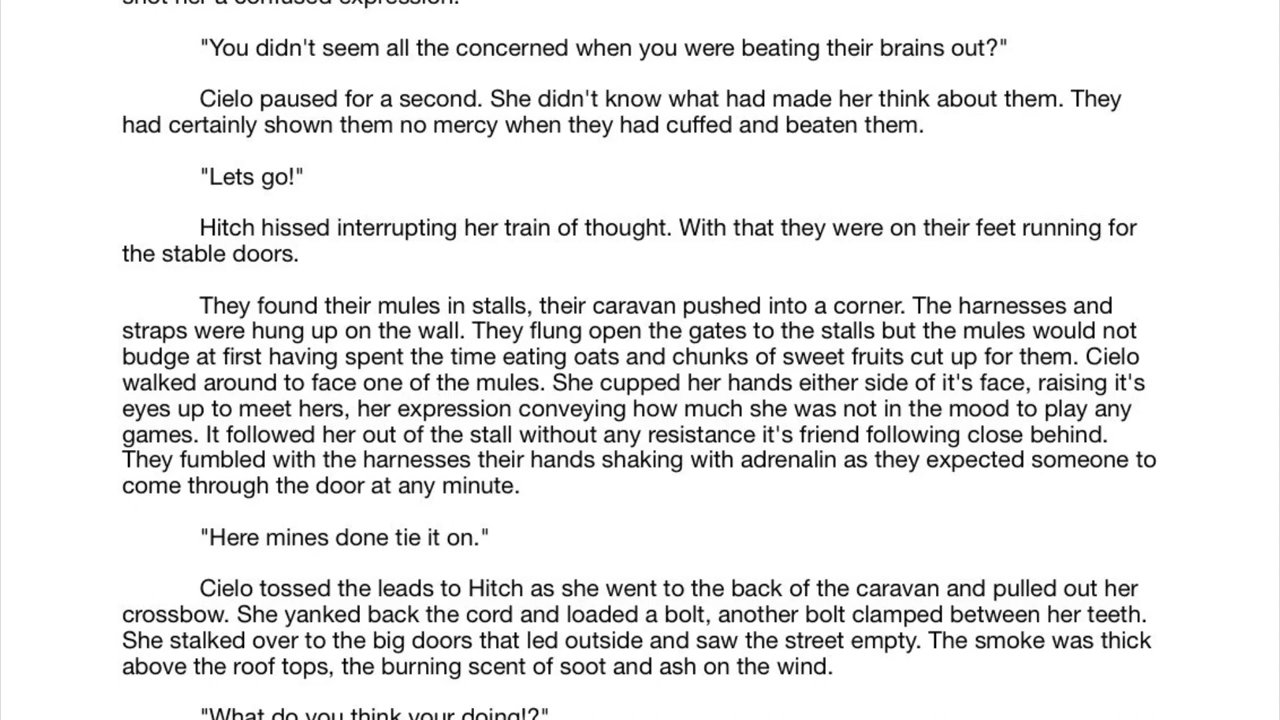 shot her a confused expression.
"You didn't seem all the concerned when you were beating their brains out?"
Cielo paused for a second. She didn't know what had made her think about them. They
had certainly shown them no mercy when they had cuffed and beaten them.
"Lets go!"
Hitch hissed interrupting her train of thought. With that they were on their feet running for
the stable doors.
They found their mules in stalls, their caravan pushed into a corner. The harnesses and
straps were hung up on the wall. They flung open the gates to the stalls but the mules would not
budge at first having spent the time eating oats and chunks of sweet fruits cut up for them. Cielo
walked around to face one of the mules. She cupped her hands either side of it's face, raising it's
eyes up to meet hers, her expression conveying how much she was not in the mood to play any
games. It followed her out of the stall without any resistance it's friend following close behind.
They fumbled with the harnesses their hands shaking with adrenalin as they expected someone to
come through the door at any minute.
"Here mines done tie it on."
Cielo tossed the leads to Hitch as she went to the back of the caravan and pulled out her
crossbow. She yanked back the cord and loaded a bolt, another bolt clamped between her teeth.
She stalked over to the big doors that led outside and saw the street empty. The smoke was thick
above the roof tops, the burning scent of soot and ash on the wind.
"What do you think your doing!?"